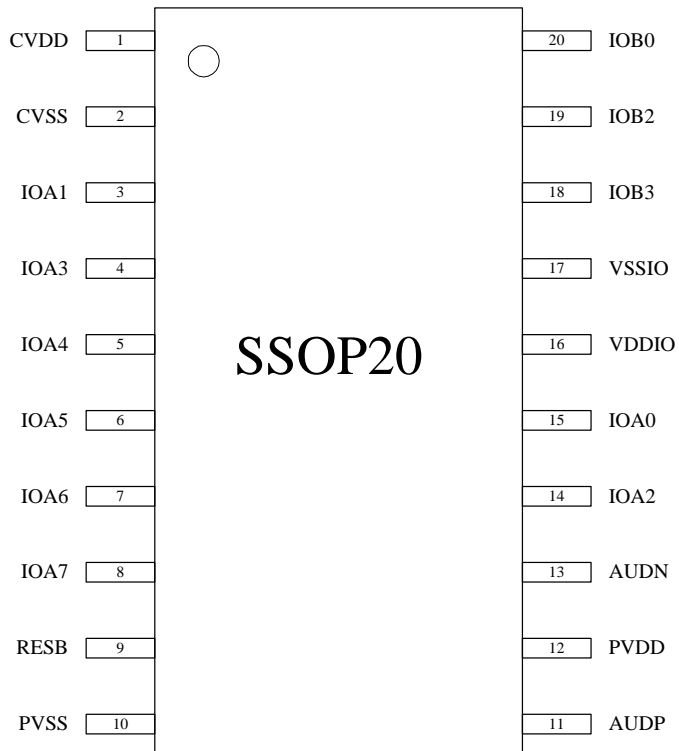 CVDD 1 20 IOB0
CVSS 2 19 IOB2
IOA1 3 18 IOB3
IOA3 4 17 VSSIO
IOA4 5 SSOP20 16 VDDIO
IOA5 6 15 IOA0
IOA6 7 14 IOA2
IOA7 8 13 AUDN
RESB 9 12 PVDD
PVSS 10 11 AUDP